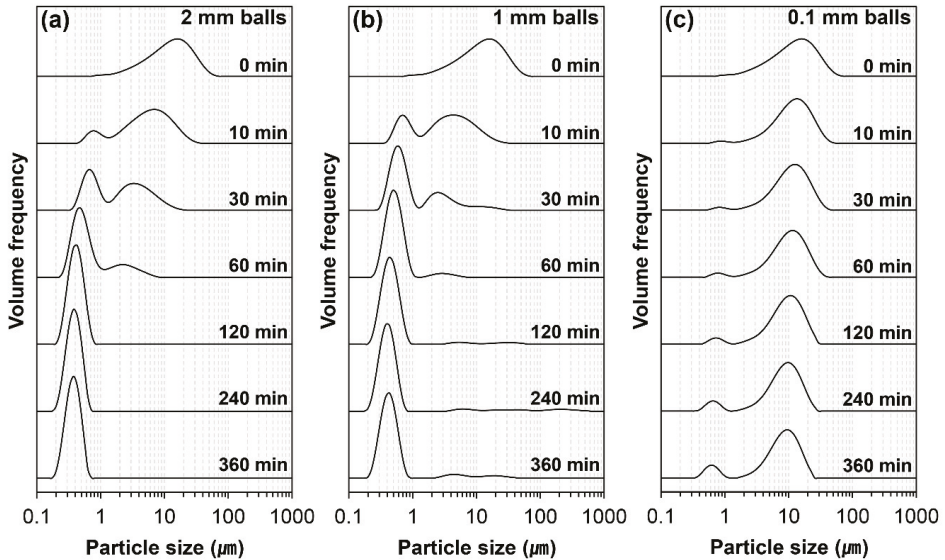 (a) 2 mm balls
0 min
10 min
30 min
60 min
120 min
240 min
360 min
Volume frequency
0.1 1 10 100 1000
Particle size (μm)
(b) 1 mm balls
0 min
10 min
30 min
60 min
120 min
240 min
360 min
Volume frequency
0.1 1 10 100 1000
Particle size (μm)
(c) 0.1 mm balls
0 min
10 min
30 min
60 min
120 min
240 min
360 min
Volume frequency
0.1 1 10 100 1000
Particle size (μm)